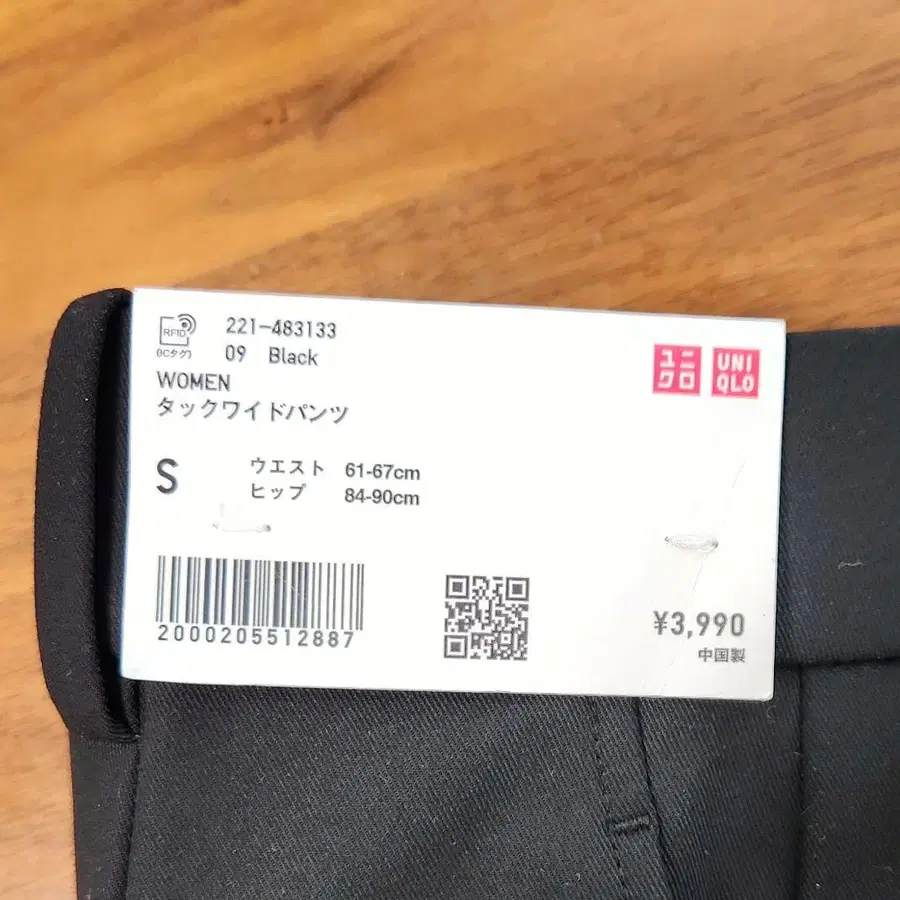 RFID
(ICタグ)
221-483133
09 Black
WOMEN
タックワイドパンツ
ユニ
クロ
UNI
QLO
S
ウエスト 61-67cm
ヒップ 84-90cm
2000205512887
¥3,990
中国製